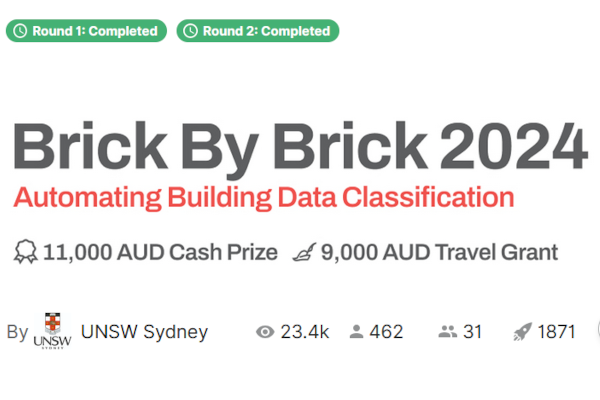 Round 1: Completed Round 2: Completed
Brick By Brick 2024
Automating Building Data Classification
11,000 AUD Cash Prize 9,000 AUD Travel Grant
By UNSW SYDNEY UNSW Sydney 23.4k 462 31 1871